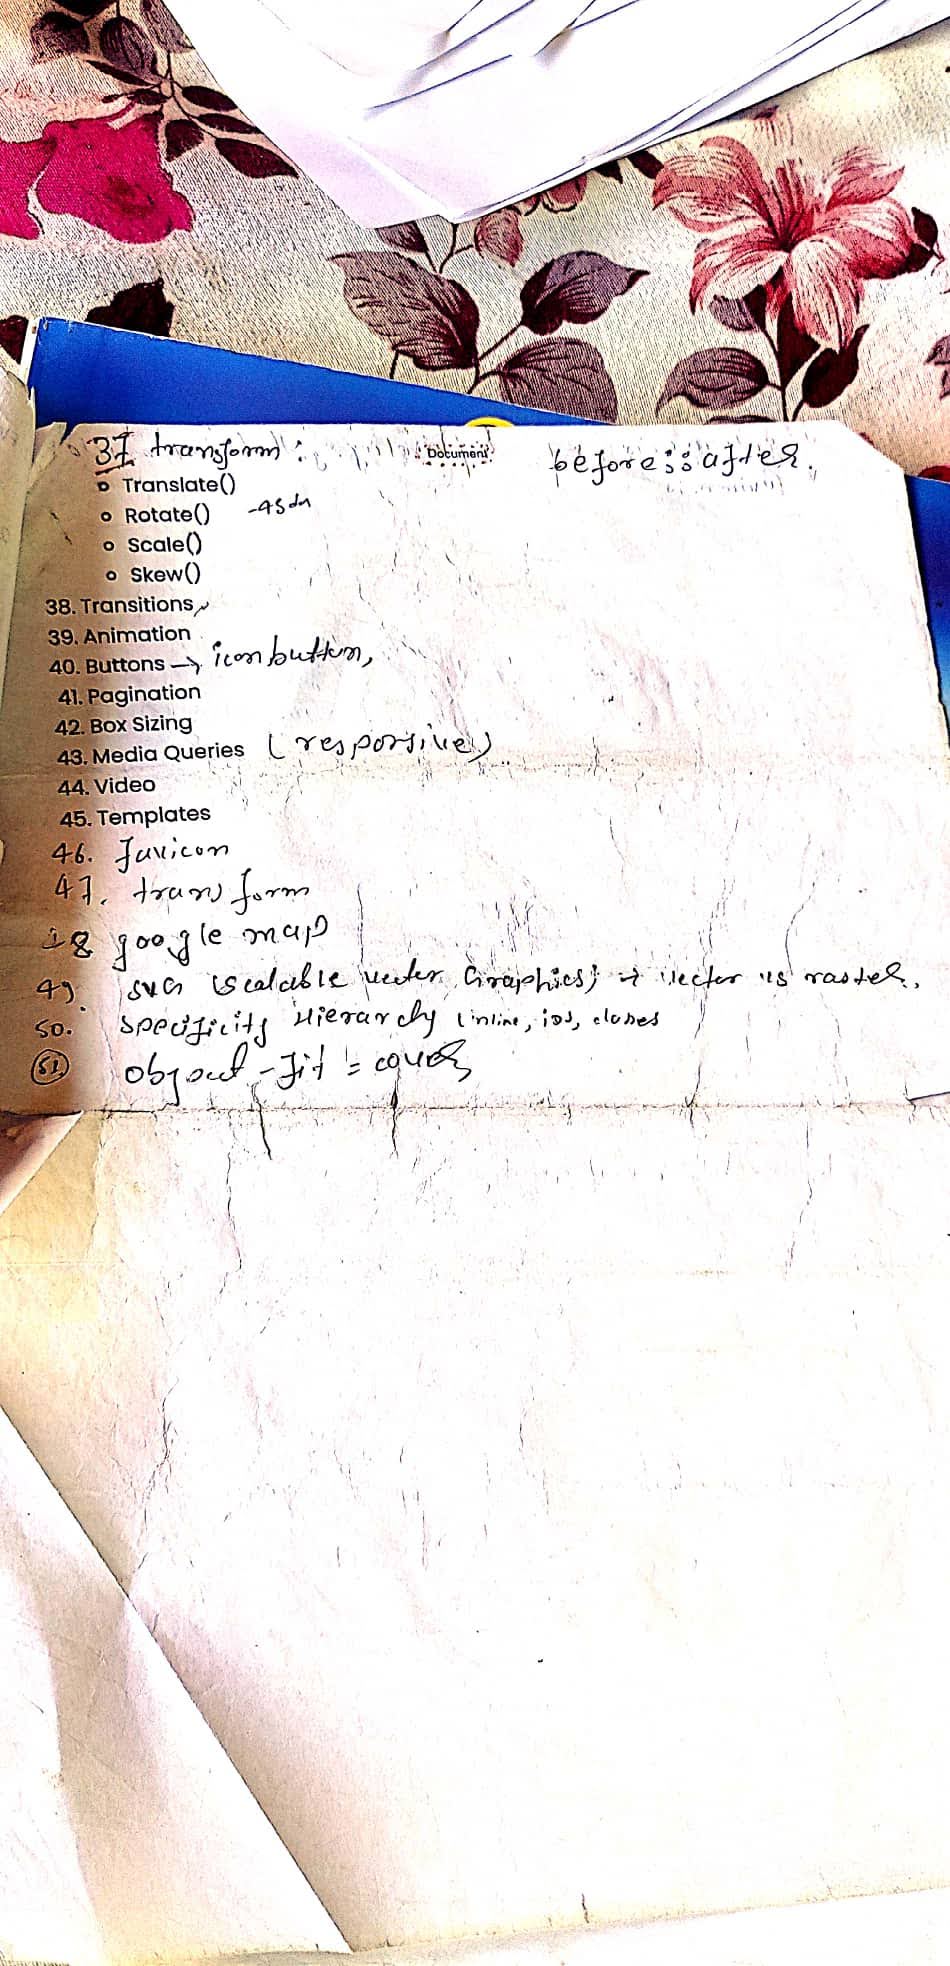 37. transform : Document before :: after.
Translate()
Rotate() -45de
Scale()
Skew()
38. Transitions
39. Animation
40. Buttons → icon button,
41. Pagination
42. Box Sizing
43. Media Queries (responsive)
44. Video
45. Templates
46. Favicon
47. transform
48 google map
49. SVG (Scalable vector Graphics) → Vector vs raster.
50. specificity Hierarchy (inline, ids, classes
51 object-fit : cover